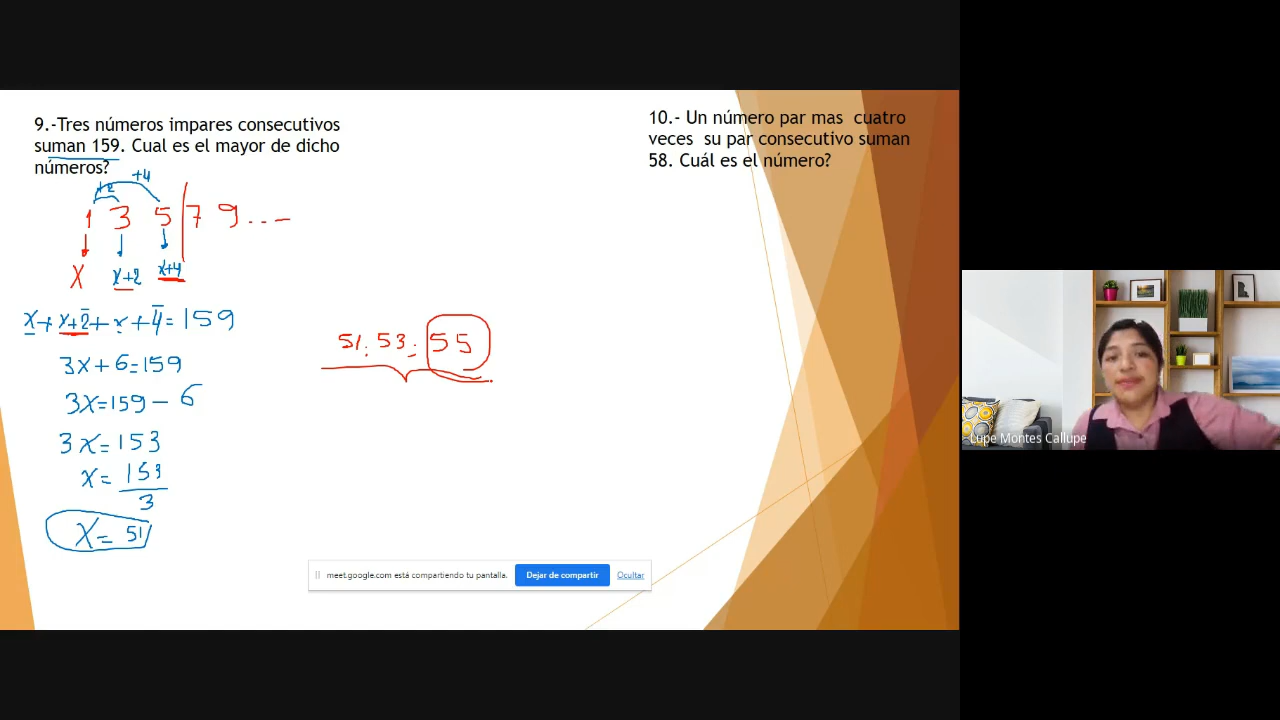 9.-Tres números impares consecutivos
suman 159. Cual es el mayor de dicho
números?
+2 +4
1 3 5 7 9 ...
x x+2 x+4
x+x+2+x+4=159
3x+6=159
3x=159-6
3x=153
x=153/3
x=51
51; 53; 55
10.- Un número par mas cuatro
veces su par consecutivo suman
58. Cuál es el número?
Lupe Montes Callupe
meet.google.com está compartiendo tu pantalla.
Dejar de compartir
Ocultar